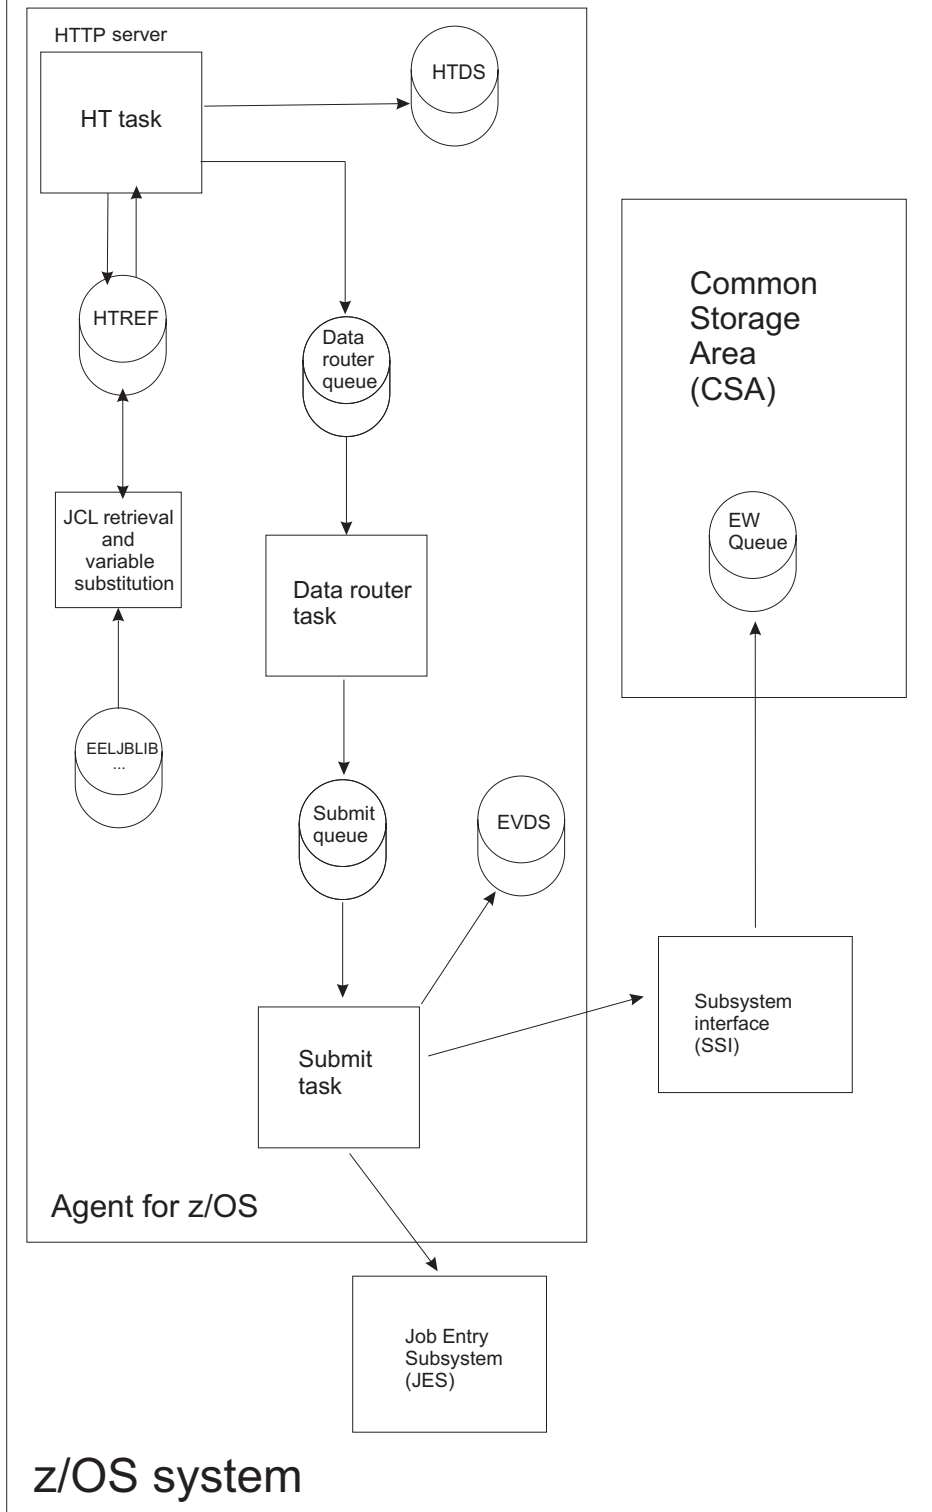 HTTP server
HT task
HTDS
HTREF
Data
router
queue
Common
Storage
Area
(CSA)
JCL retrieval
and
variable
substitution
EW
Queue
Data router
task
EELJBLIB
...
Submit
queue
EVDS
Subsystem
interface
(SSI)
Submit
task
Agent for z/OS
Job Entry
Subsystem
(JES)
z/OS system